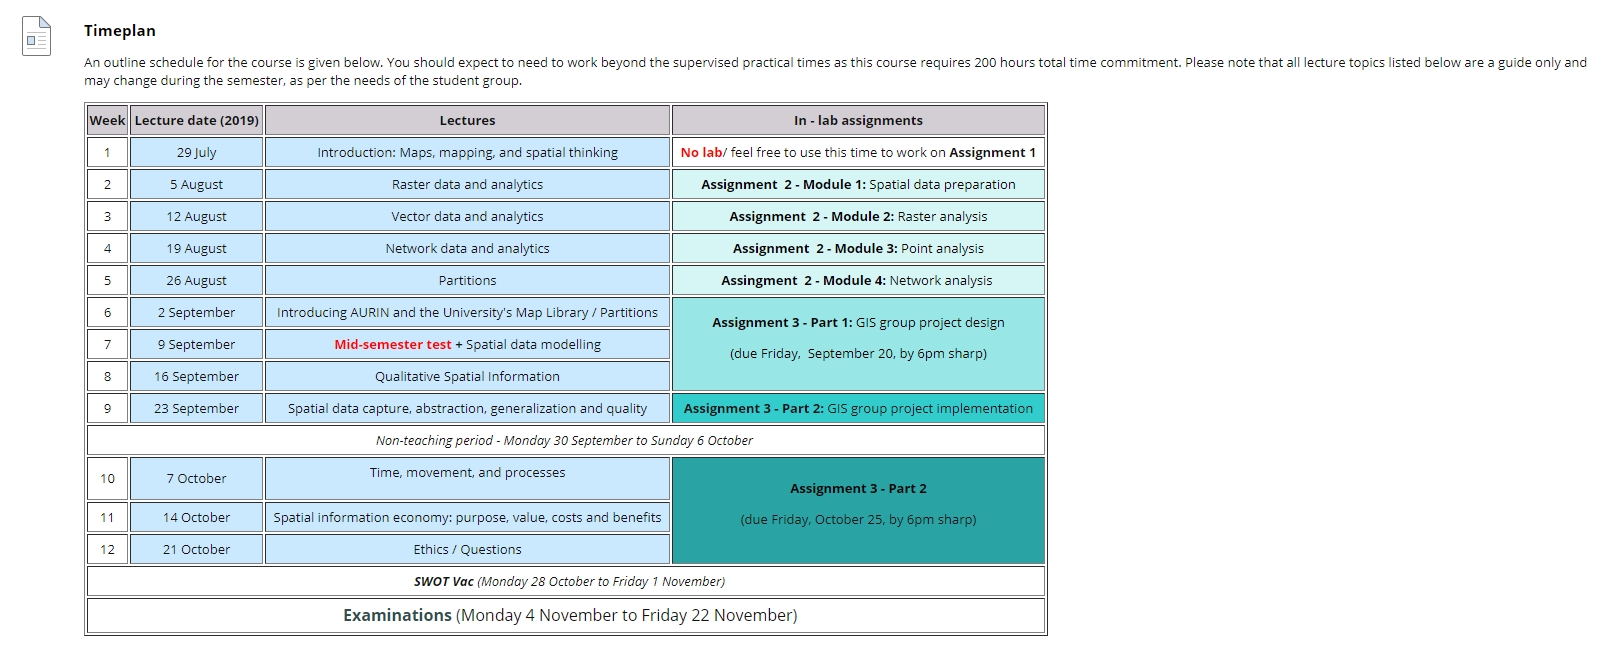 Timeplan
An outline schedule for the course is given below. You should expect to need to work beyond the supervised practical times as this course requires 200 hours total time commitment. Please note that all lecture topics listed below are a guide only and
may change during the semester, as per the needs of the student group.
Week Lecture date (2019) Lectures In - lab assignments
1 29 July Introduction: Maps, mapping, and spatial thinking No lab/ feel free to use this time to work on Assignment 1
2 5 August Raster data and analytics Assignment 2 - Module 1: Spatial data preparation
3 12 August Vector data and analytics Assignment 2 - Module 2: Raster analysis
4 19 August Network data and analytics Assignment 2 - Module 3: Point analysis
5 26 August Partitions Assingment 2 - Module 4: Network analysis
6 2 September Introducing AURIN and the University's Map Library / Partitions
Assignment 3 - Part 1: GIS group project design
7 9 September Mid-semester test + Spatial data modelling
(due Friday, September 20, by 6pm sharp)
8 16 September Qualitative Spatial Information
9 23 September Spatial data capture, abstraction, generalization and quality Assignment 3 - Part 2: GIS group project implementation
Non-teaching period - Monday 30 September to Sunday 6 October
10 7 October Time, movement, and processes
Assignment 3 - Part 2
11 14 October Spatial information economy: purpose, value, costs and benefits
(due Friday, October 25, by 6pm sharp)
12 21 October Ethics / Questions
SWOT Vac (Monday 28 October to Friday 1 November)
Examinations (Monday 4 November to Friday 22 November)